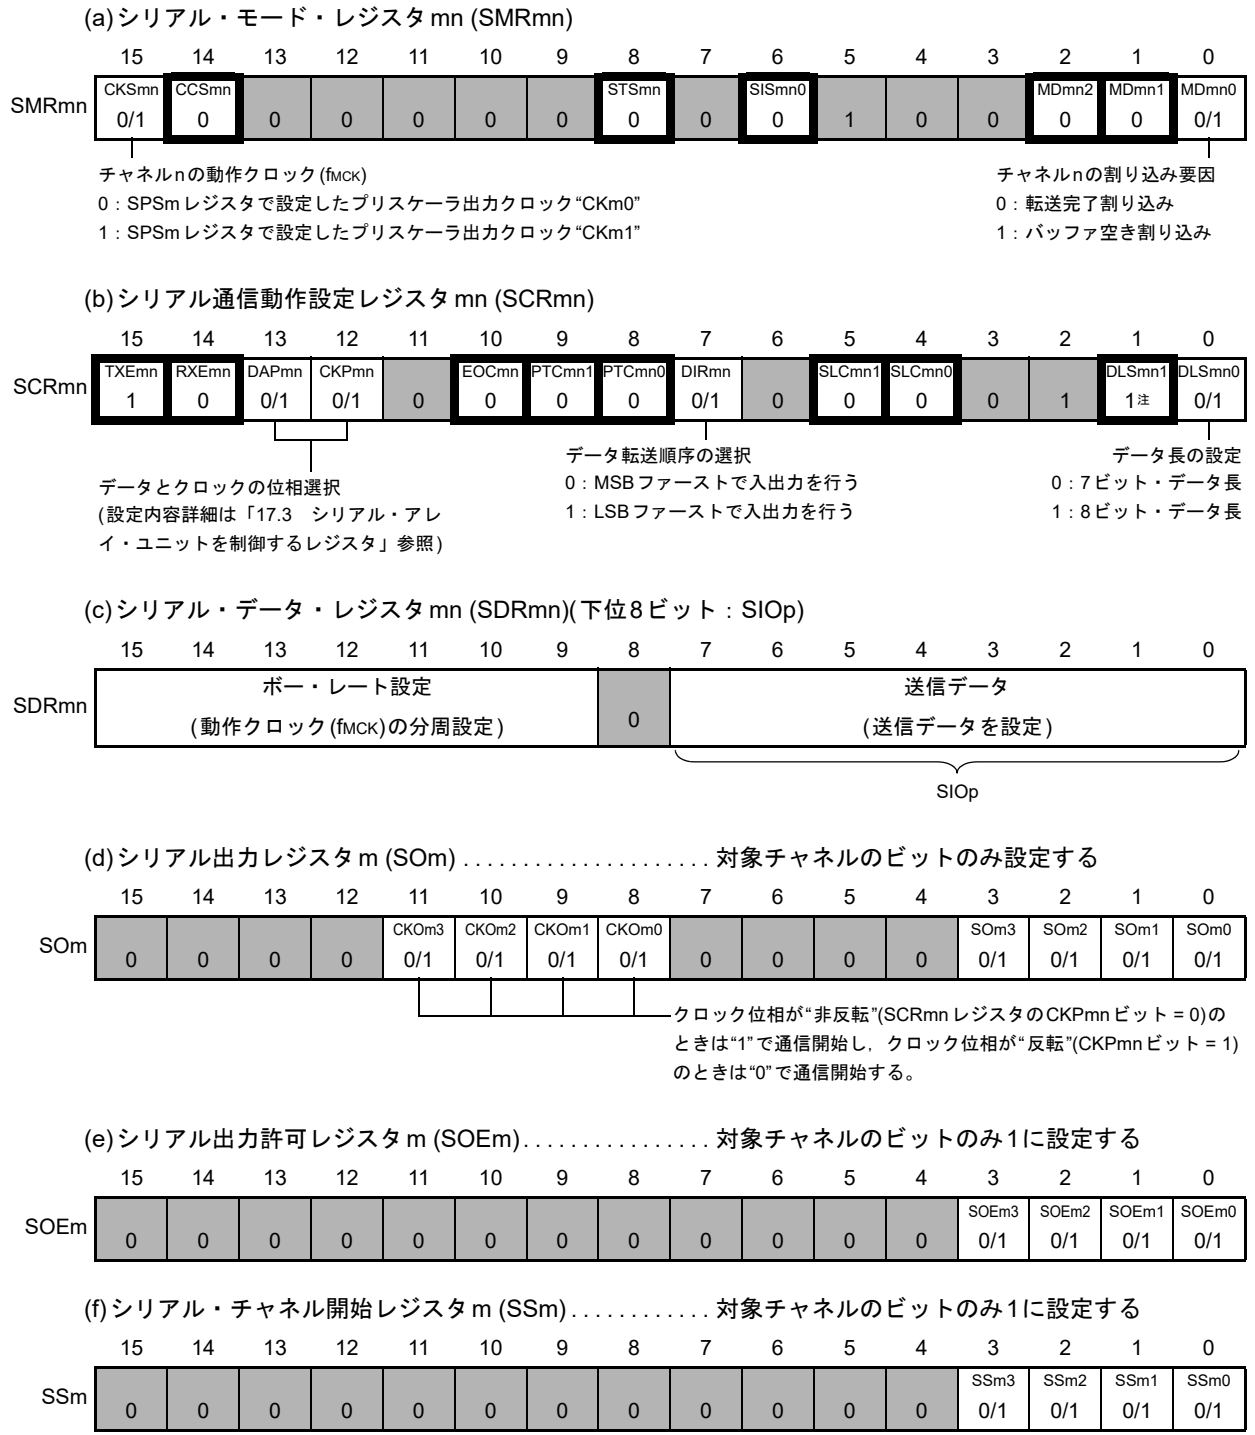 (a)シリアル・モード・レジスタmn (SMRmn)
15 14 13 12 11 10 9 8 7 6 5 4 3 2 1 0
SMRmn
CKSmn CCSmn STSmn SISmn0 MDmn2 MDmn1 MDmn0
0/1 0 0 0 0 0 0 0 0 0 1 0 0 0 0 0/1
チャネルnの動作クロック(fMCK)
0:SPSmレジスタで設定したプリスケーラ出力クロック“CKm0”
1:SPSmレジスタで設定したプリスケーラ出力クロック“CKm1”
チャネルnの割り込み要因
0:転送完了割り込み
1:バッファ空き割り込み
(b)シリアル通信動作設定レジスタmn (SCRmn)
15 14 13 12 11 10 9 8 7 6 5 4 3 2 1 0
SCRmn
TXEmn RXEmn DAPmn CKPmn EOCmn PTCmn1 PTCmn0 DIRmn SLCmn1 SLCmn0 DLSmn1 DLSmn0
1 0 0/1 0/1 0 0 0 0 0/1 0 0 0 0 1 1注 0/1
データとクロックの位相選択
(設定内容詳細は「17.3 シリアル・アレ
イ・ユニットを制御するレジスタ」参照)
データ転送順序の選択
0:MSBファーストで入出力を行う
1:LSBファーストで入出力を行う
データ長の設定
0:7ビット・データ長
1:8ビット・データ長
(c)シリアル・データ・レジスタmn (SDRmn)(下位8ビット:SIOp)
15 14 13 12 11 10 9 8 7 6 5 4 3 2 1 0
SDRmn
ボー・レート設定
(動作クロック(fMCK)の分周設定)
0
送信データ
(送信データを設定)
SIOp
(d)シリアル出力レジスタm (SOm) . . . . . . . . . . . . . . . . . . . . . 対象チャネルのビットのみ設定する
15 14 13 12 11 10 9 8 7 6 5 4 3 2 1 0
SOm
CKOm3 CKOm2 CKOm1 CKOm0 SOm3 SOm2 SOm1 SOm0
0 0 0 0 0/1 0/1 0/1 0/1 0 0 0 0 0/1 0/1 0/1 0/1
クロック位相が“非反転”(SCRmnレジスタのCKPmnビット = 0)の
ときは“1”で通信開始し,クロック位相が“反転”(CKPmnビット = 1)
のときは“0”で通信開始する。
(e)シリアル出力許可レジスタm (SOEm). . . . . . . . . . . . . . . . 対象チャネルのビットのみ1に設定する
15 14 13 12 11 10 9 8 7 6 5 4 3 2 1 0
SOEm
SOEm3 SOEm2 SOEm1 SOEm0
0 0 0 0 0 0 0 0 0 0 0 0 0/1 0/1 0/1 0/1
(f)シリアル・チャネル開始レジスタm (SSm) . . . . . . . . . . . . 対象チャネルのビットのみ1に設定する
15 14 13 12 11 10 9 8 7 6 5 4 3 2 1 0
SSm
SSm3 SSm2 SSm1 SSm0
0 0 0 0 0 0 0 0 0 0 0 0 0/1 0/1 0/1 0/1